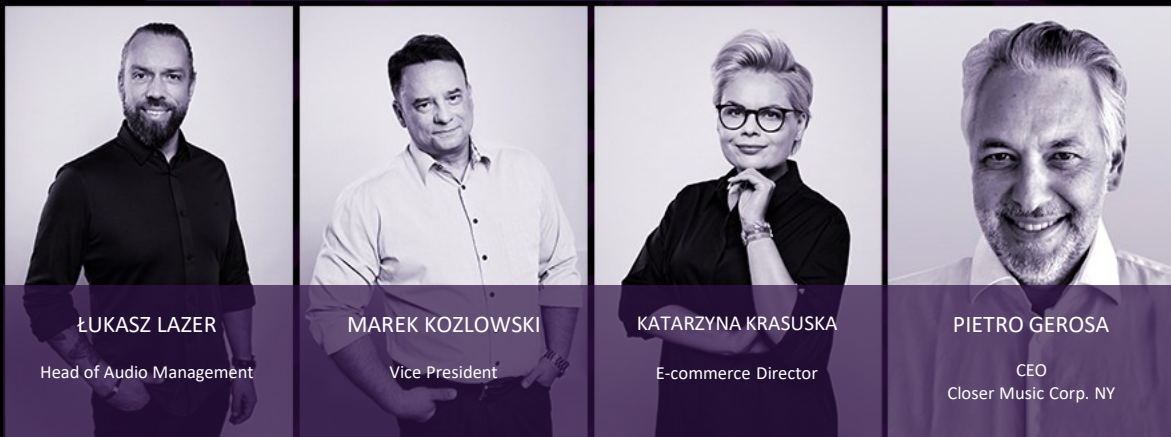 ŁUKASZ LAZER
Head of Audio Management
MAREK KOZLOWSKI
Vice President
KATARZYNA KRASUSKA
E-commerce Director
PIETRO GEROSA
CEO
Closer Music Corp. NY